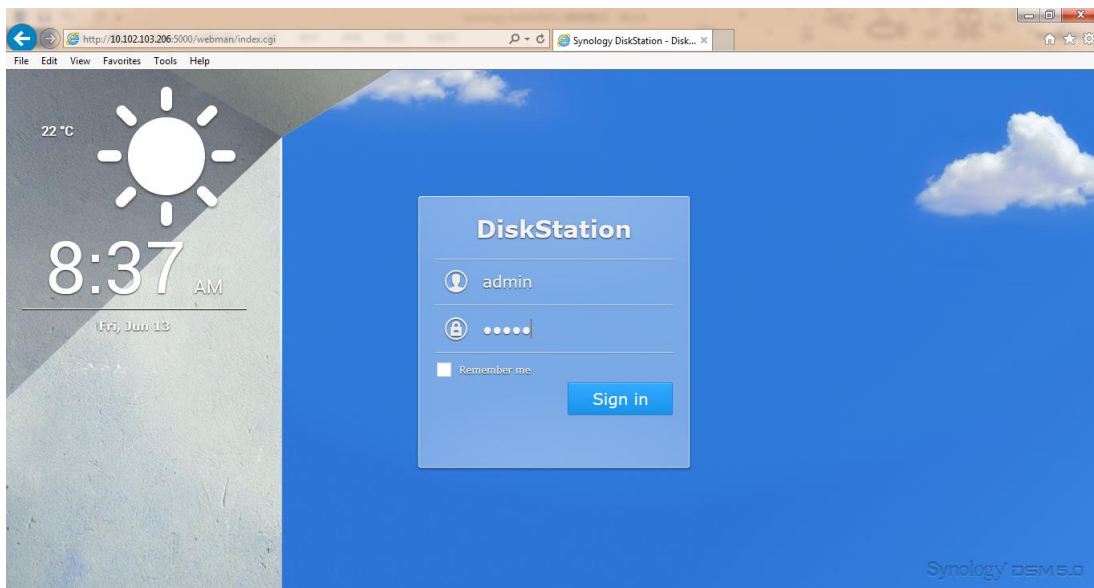 http://10.102.103.206:5000/webman/index.cgi
Synology DiskStation - Disk...
File Edit View Favorites Tools Help
22 °C
8:37 AM
Fri, Jun 13
DiskStation
admin
Remember me
Sign in
Synology DSM 5.0